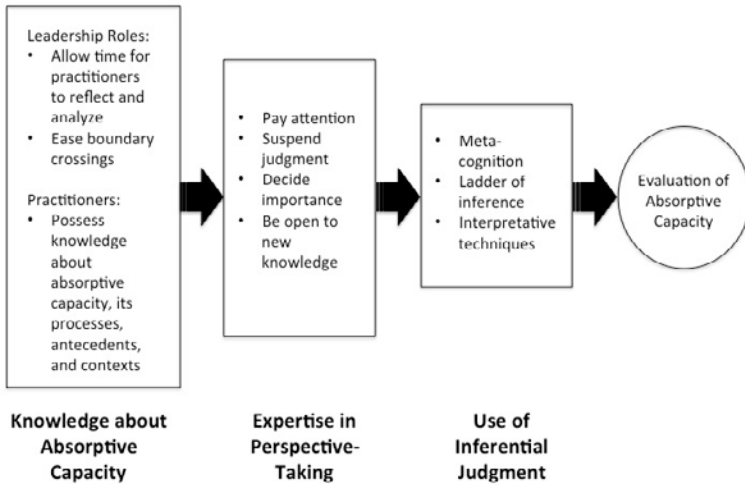 Leadership Roles:
• Allow time for
practitioners
to reflect and
analyze
• Ease boundary
crossings
Practitioners:
• Possess
knowledge
about
absorptive
capacity, its
processes,
antecedents,
and contexts
Knowledge about
Absorptive
Capacity
• Pay attention
• Suspend
judgment
• Decide
importance
• Be open to
new
knowledge
Expertise in
Perspective-
Taking
• Meta-
cognition
• Ladder of
inference
• Interpretative
techniques
Use of
Inferential
Judgment
Evaluation of
Absorptive
Capacity